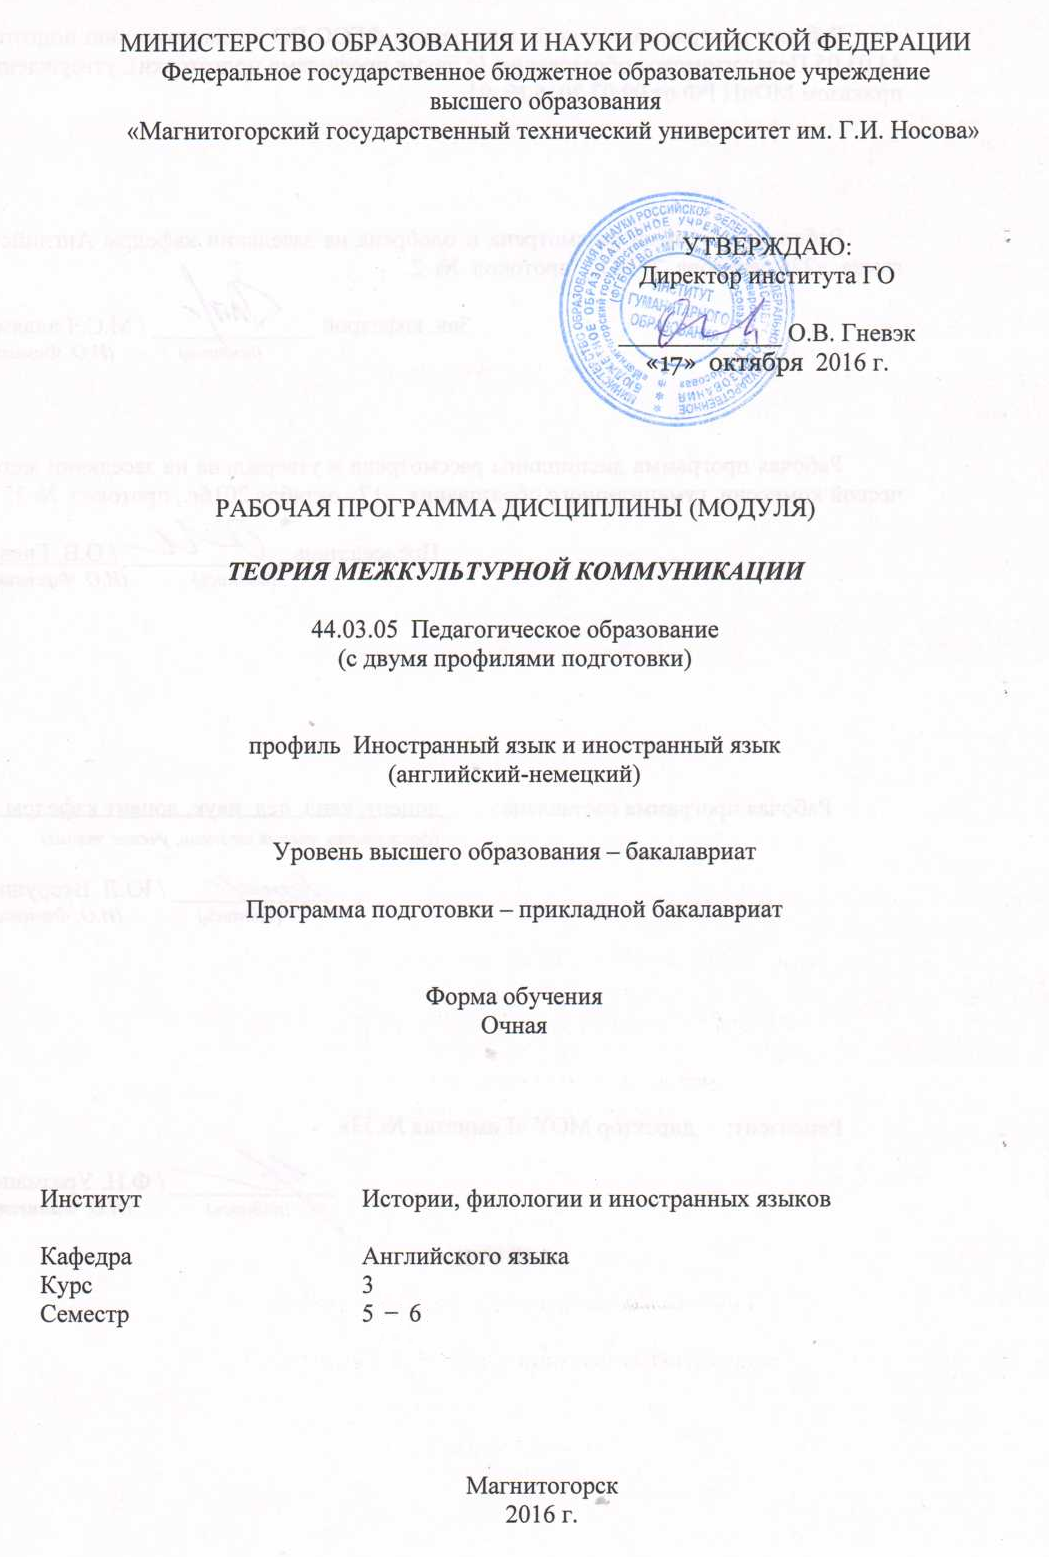 МИНИСТЕРСТВО ОБРАЗОВАНИЯ И НАУКИ РОССИЙСКОЙ ФЕДЕРАЦИИ
Федеральное государственное бюджетное образовательное учреждение
высшего образования
«Магнитогорский государственный технический университет им. Г.И. Носова»
УТВЕРЖДАЮ:
Директор института ГО
О.В. Гневэк
«17» октября 2016 г.
ИНСТИТУТ
ГУМАНИТАРНОГО
ОБРАЗОВАНИЯ
РАБОЧАЯ ПРОГРАММА ДИСЦИПЛИНЫ (МОДУЛЯ)
ТЕОРИЯ МЕЖКУЛЬТУРНОЙ КОММУНИКАЦИИ
44.03.05 Педагогическое образование
(с двумя профилями подготовки)
профиль Иностранный язык и иностранный язык
(английский-немецкий)
Уровень высшего образования – бакалавриат
Программа подготовки – прикладной бакалавриат
Форма обучения
Очная
Институт Истории, филологии и иностранных языков
Кафедра Английского языка
Курс 3
Семестр 5 – 6
Магнитогорск
2016 г.